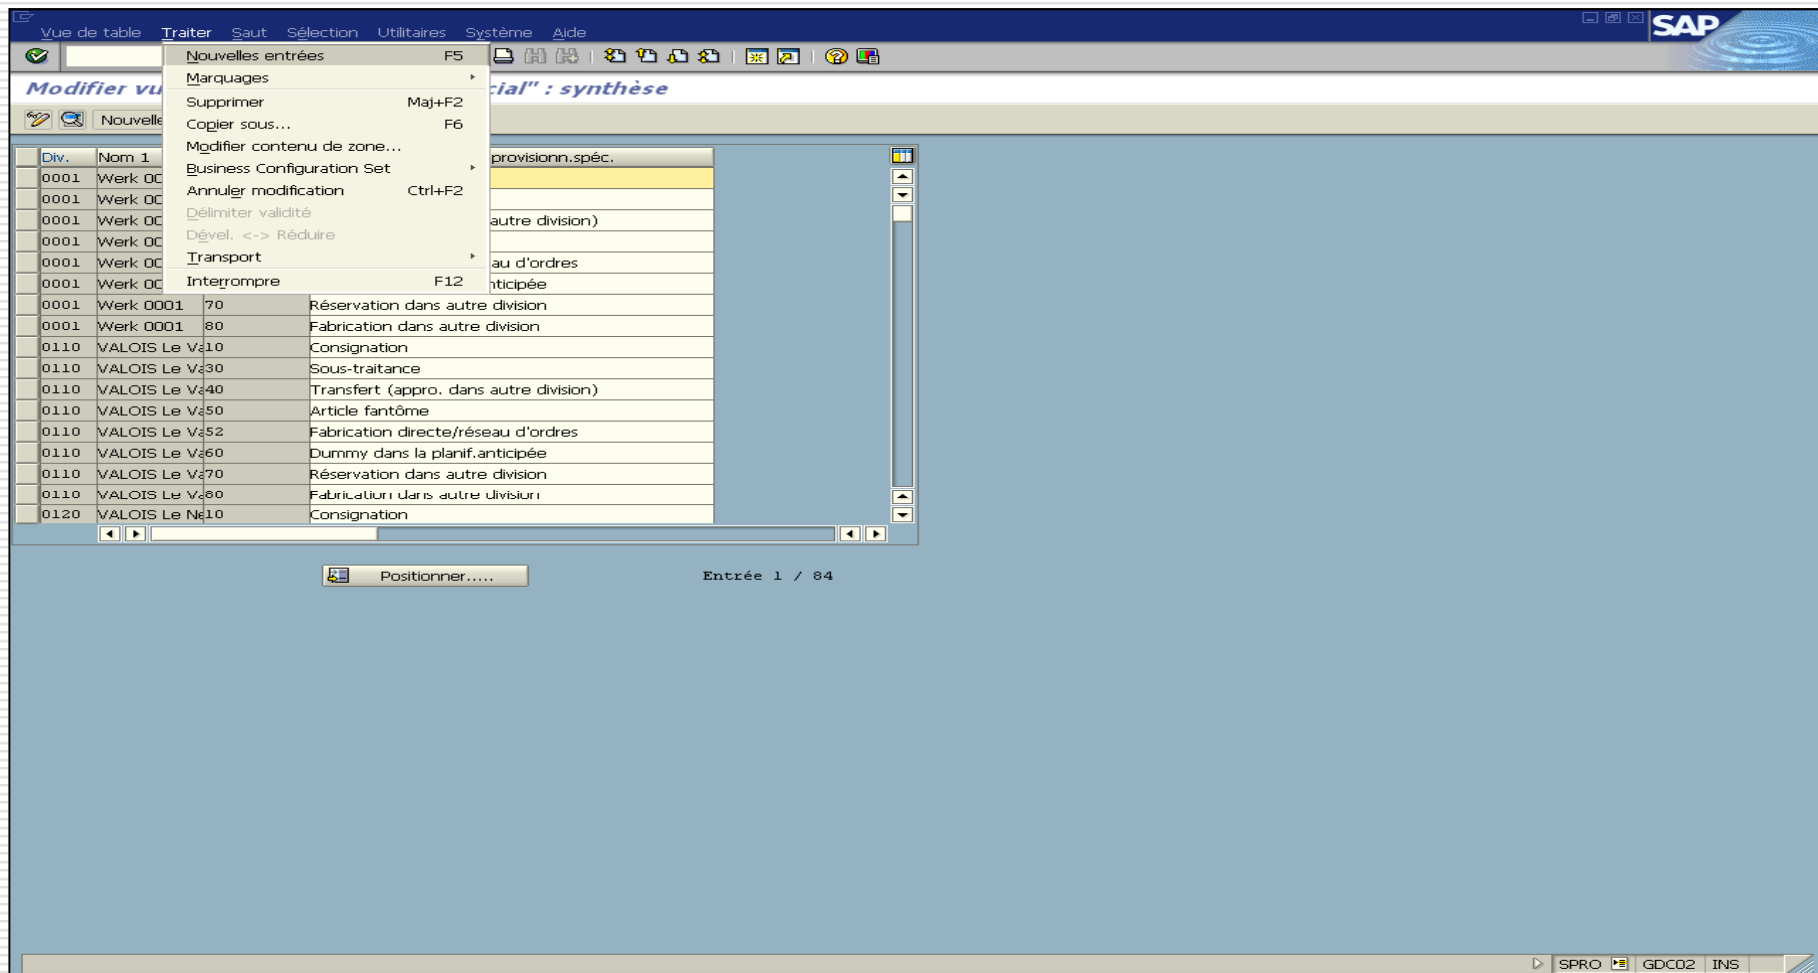 Vue de table Traiter Saut Sélection Utilitaires Système Aide
SAP
Nouvelles entrées F5
Marquages
Supprimer Maj+F2
Copier sous... F6
Modifier contenu de zone...
Business Configuration Set
Annuler modification Ctrl+F2
Délimiter validité
Dével. <-> Réduire
Transport
Interrompre F12
Modifier vu cial" : synthèse
Nouvelle
Div. Nom 1 provisionn.spéc.
0001 Werk 00
0001 Werk 00
0001 Werk 00 autre division)
0001 Werk 00
0001 Werk 00 au d'ordres
0001 Werk 00 nticipée
0001 Werk 0001 70 Réservation dans autre division
0001 Werk 0001 80 Fabrication dans autre division
0110 VALOIS Le Va 10 Consignation
0110 VALOIS Le Va 30 Sous-traitance
0110 VALOIS Le Va 40 Transfert (appro. dans autre division)
0110 VALOIS Le Va 50 Article fantôme
0110 VALOIS Le Va 52 Fabrication directe/réseau d'ordres
0110 VALOIS Le Va 60 Dummy dans la planif.anticipée
0110 VALOIS Le Va 70 Réservation dans autre division
0110 VALOIS Le Va 80 Fabrication dans autre division
0120 VALOIS Le Ne 10 Consignation
Positionner..... Entrée 1 / 84
SPRO GDC02 INS